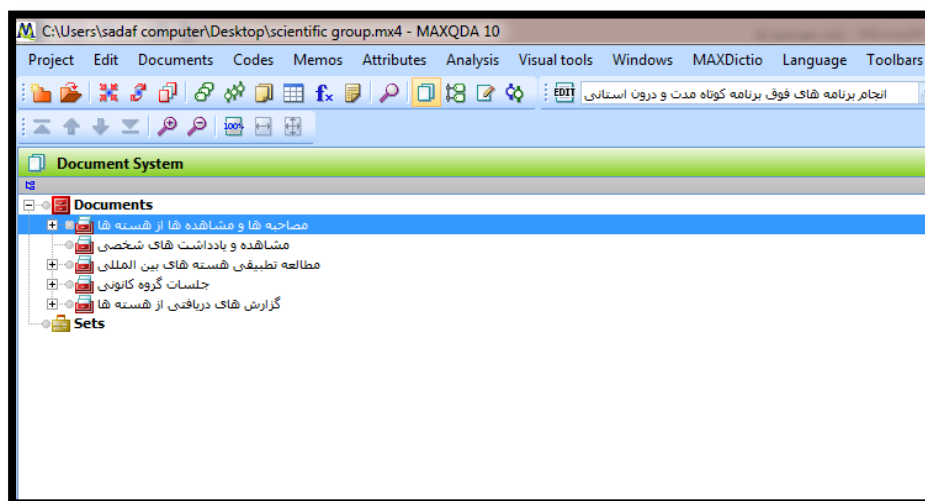 C:\Users\sadaf computer\Desktop\scientific group.mx4 - MAXQDA 10
Project Edit Documents Codes Memos Attributes Analysis Visual tools Windows MAXDictio Language Toolbars
EDIT انجام برنامه های فوق برنامه کوتاه مدت و درون استانی
100%
Document System
Documents
مصاحبه ها و مشاهده ها از هسته ها
مشاهده و یادداشت های شخصی
مطالعه تطبیقی هسته های بین المللی
جلسات گروه کانونی
گزارش های دریافتی از هسته ها
Sets